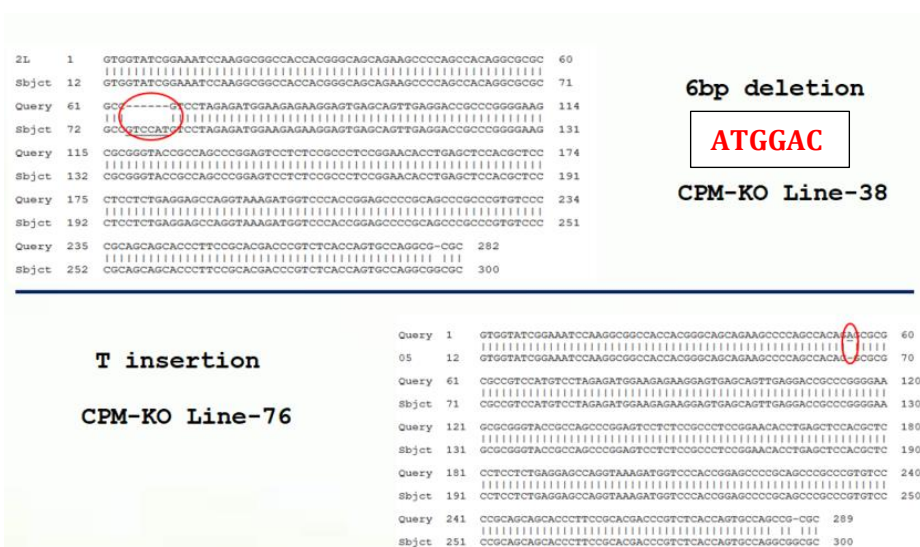 2L 1 GTGGTATCGGAAATCCAAGGCGGCCACCACGGGCAGCAGAAGCCCCAGCCACAGGCGCGC 60
Sbjct 12 GTGGTATCGGAAATCCAAGGCGGCCACCACGGGCAGCAGAAGCCCCAGCCACAGGCGCGC 71
Query 61 GCC------GTCCTAGAGATGGAAGAGAAGGAGTGAGCAGTTGAGGACCGCCCGGGGAAG 114
Sbjct 72 GCCGTCCATGTCCTAGAGATGGAAGAGAAGGAGTGAGCAGTTGAGGACCGCCCGGGGAAG 131
Query 115 CGCGGGTACCGCCAGCCCGGAGTCCTCTCCGCCCTCCGGAACACCTGAGCTCCACGCTCC 174
Sbjct 132 CGCGGGTACCGCCAGCCCGGAGTCCTCTCCGCCCTCCGGAACACCTGAGCTCCACGCTCC 191
Query 175 CTCCTCTGAGGAGCCAGGTAAAGATGGTCCCACCGGAGCCCCGCAGCCCGCCCGTGTCCC 234
Sbjct 192 CTCCTCTGAGGAGCCAGGTAAAGATGGTCCCACCGGAGCCCCGCAGCCCGCCCGTGTCCC 251
Query 235 CGCAGCAGCACCCTTCCGCACGACCCGTCTCACCAGTGCCAGGCG-CGC 282
Sbjct 252 CGCAGCAGCACCCTTCCGCACGACCCGTCTCACCAGTGCCAGGCGGCGC 300
6bp deletion
ATGGAC
CPM-KO Line-38
T insertion
CPM-KO Line-76
Query 1 GTGGTATCGGAAATCCAAGGCGGCCACCACGGGCAGCAGAAGCCCCAGCCACAGAGCGCG 60
05 12 GTGGTATCGGAAATCCAAGGCGGCCACCACGGGCAGCAGAAGCCCCAGCCACAG-GCGCG 70
Query 61 CGCCGTCCATGTCCTAGAGATGGAAGAGAAGGAGTGAGCAGTTGAGGACCGCCCGGGGAA 120
Sbjct 71 CGCCGTCCATGTCCTAGAGATGGAAGAGAAGGAGTGAGCAGTTGAGGACCGCCCGGGGAA 130
Query 121 GCGCGGGTACCGCCAGCCCGGAGTCCTCTCCGCCCTCCGGAACACCTGAGCTCCACGCTC 180
Sbjct 131 GCGCGGGTACCGCCAGCCCGGAGTCCTCTCCGCCCTCCGGAACACCTGAGCTCCACGCTC 190
Query 181 CCTCCTCTGAGGAGCCAGGTAAAGATGGTCCCACCGGAGCCCCGCAGCCCGCCCGTGTCC 240
Sbjct 191 CCTCCTCTGAGGAGCCAGGTAAAGATGGTCCCACCGGAGCCCCGCAGCCCGCCCGTGTCC 250
Query 241 CCGCAGCAGCACCCTTCCGCACGACCCGTCTCACCAGTGCCAGCCG-CGC 289
Sbjct 251 CCGCAGCAGCACCCTTCCGCACGACCCGTCTCACCAGTGCCAGGCGGCGC 300